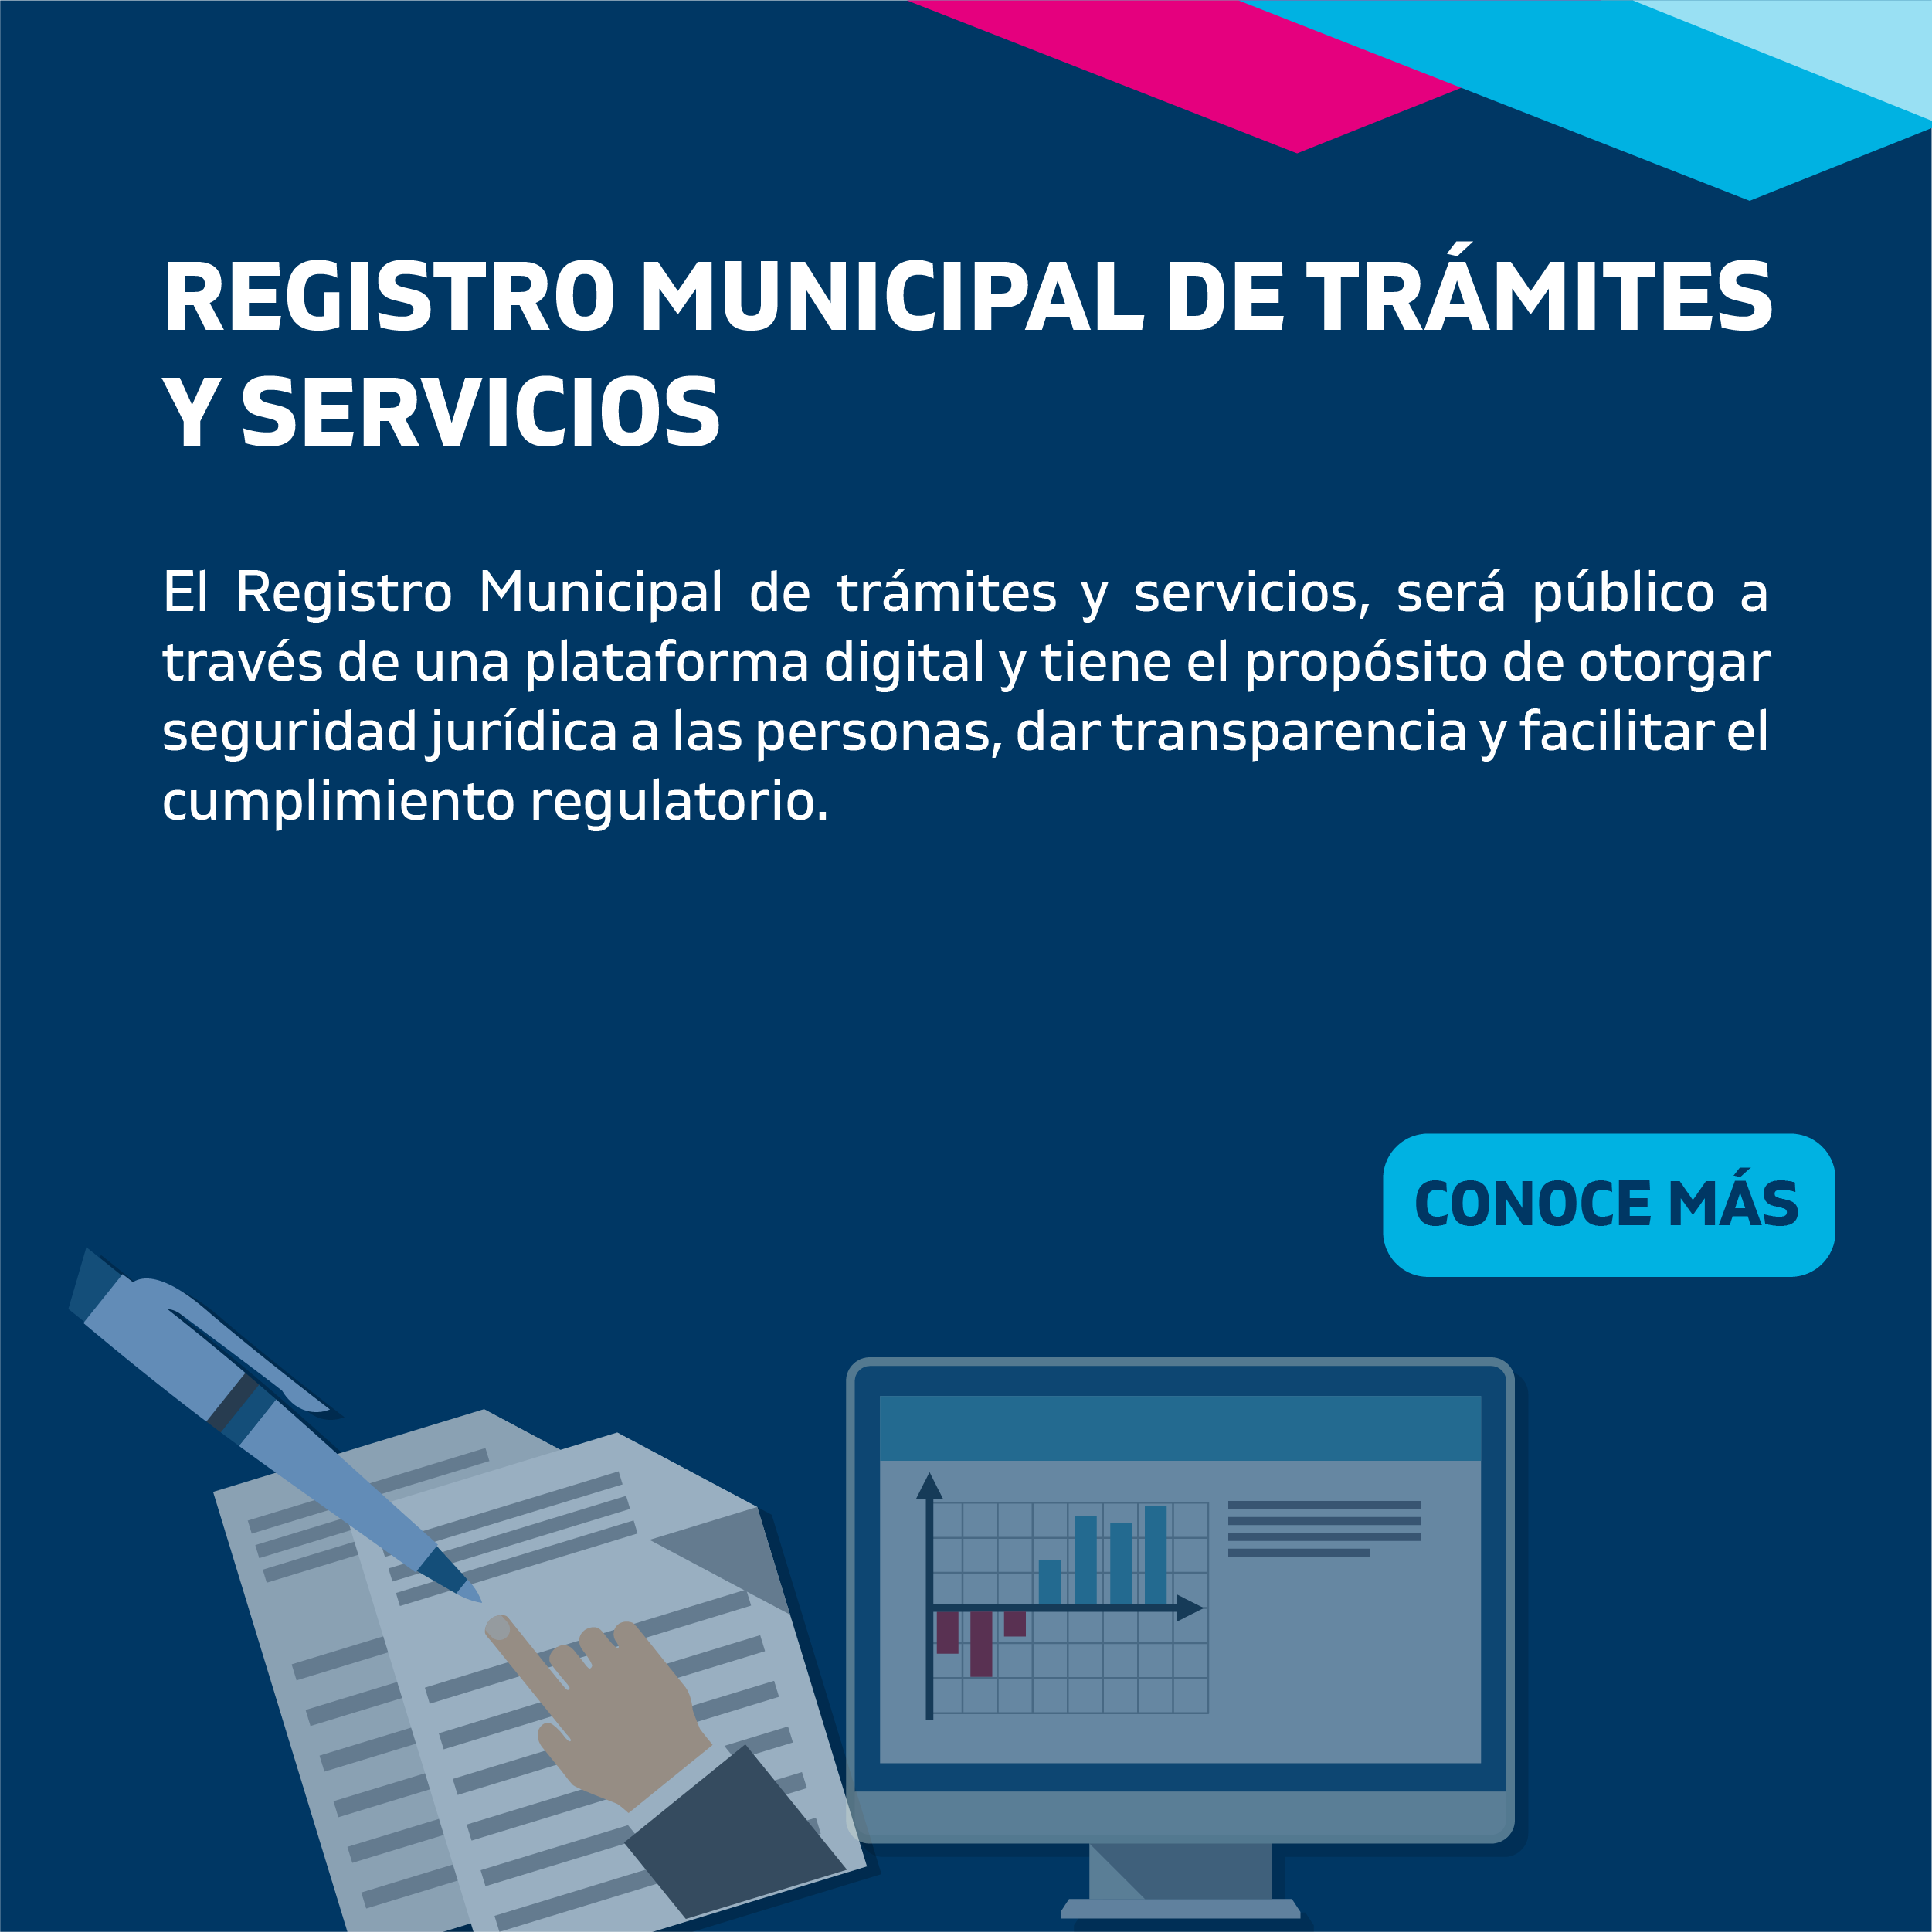 REGISTRO MUNICIPAL DE TRÁMITES
Y SERVICIOS
El Registro Municipal de trámites y servicios, será público a
través de una plataforma digital y tiene el propósito de otorgar
seguridad jurídica a las personas, dar transparencia y facilitar el
cumplimiento regulatorio.
CONOCE MÁS